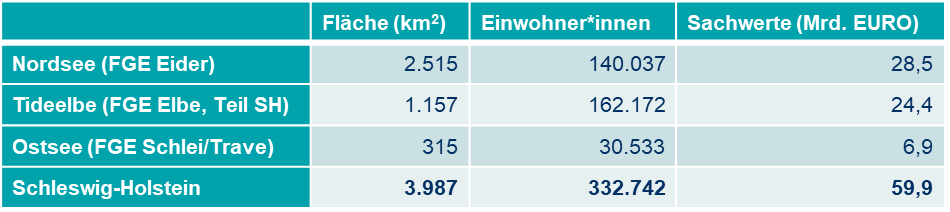 Fläche (km²) Einwohner*innen Sachwerte (Mrd. EURO)
Nordsee (FGE Eider) 2.515 140.037 28,5
Tideelbe (FGE Elbe, Teil SH) 1.157 162.172 24,4
Ostsee (FGE Schlei/Trave) 315 30.533 6,9
Schleswig-Holstein 3.987 332.742 59,9